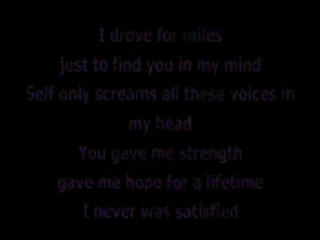 I drove for miles
just to find you in my mind
Self only screams all these voices in
my head
You gave me strength
gave me hope for a lifetime
I never was satisfied